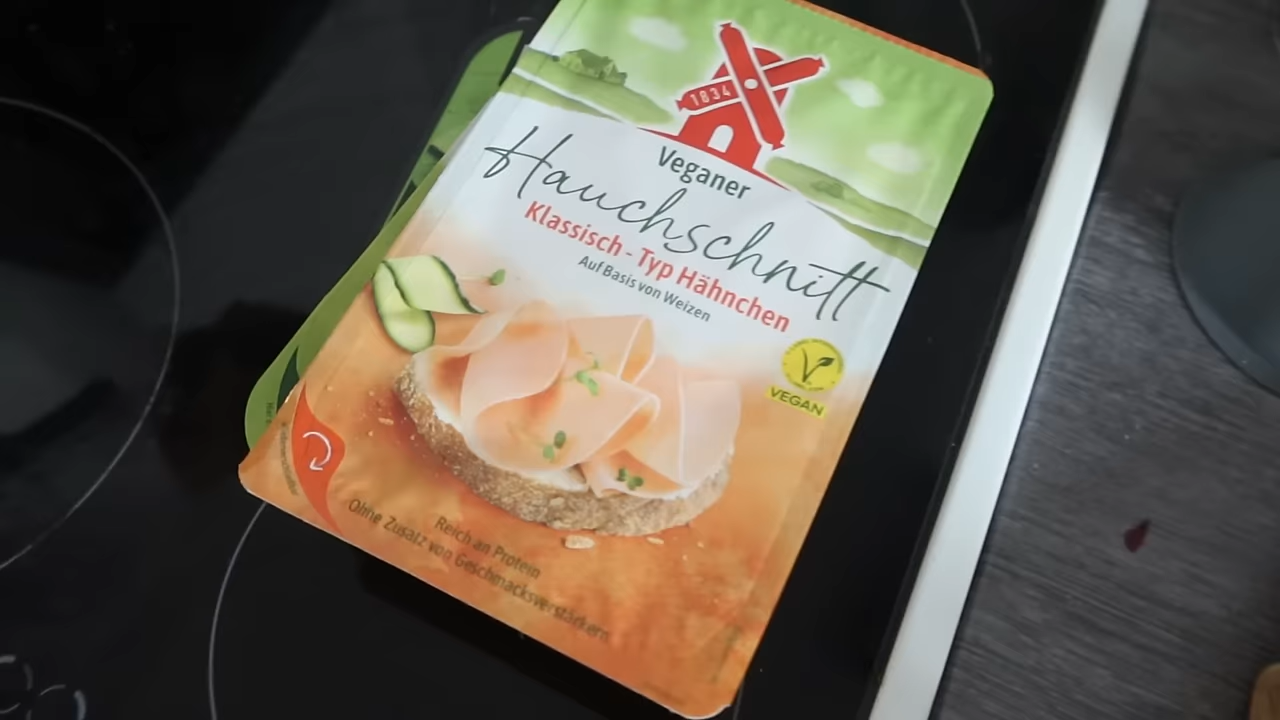 1834
Veganer
Hauchschnitt
Klassisch - Typ Hähnchen
Auf Basis von Weizen
VEGAN
Reich an Protein
Ohne Zusatz von Geschmacksverstärkern